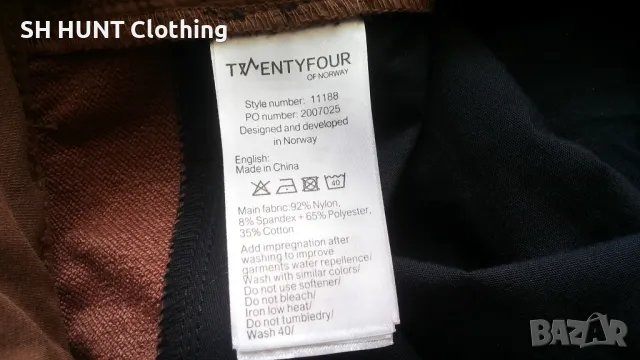 SH HUNT Clothing
TWENTYFOUR
OF NORWAY
Style number: 11188
PO number: 2007025
Designed and developed
in Norway
English:
Made in China
40
Main fabric:92% Nylon,
8% Spandex + 65% Polyester,
35% Cotton
Add impregnation after
washing to improve
garments water repellence/
Wash with similar colors/
Do not use softener/
Do not bleach/
Iron low heat/
Do not tumbledry/
Wash 40/
BAZAR